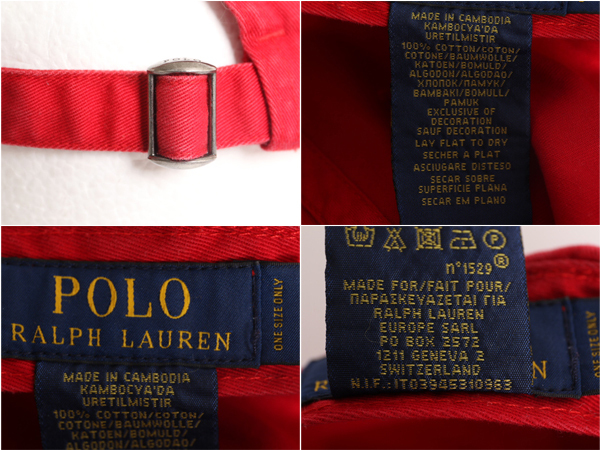 MADE IN CAMBODIA
KAMBOCYA'DA
URETILMISTIR
100% COTTON/COTON/
COTONE/BAUMWOLLE/
KATOEN/BOMULD/
ALGODON/ALGODAO/
ХЛОПОК/ПАМУК/
BAMBAKI/BOMULL/
PAMUK
EXCLUSIVE OF
DECORATION
SAUF DECORATION
LAY FLAT TO DRY
SECHER A PLAT
ASCIUGARE DISTESO
SECAR SOBRE
SUPERFICIE PLANA
SECAR EM PLANO
POLO
RALPH LAUREN
ONE SIZE ONLY
MADE IN CAMBODIA
KAMBOCYA'DA
URETILMISTIR
100% COTTON/COTON/
COTONE/BAUMWOLLE/
KATOEN/BOMULD/
ALGODON/ALGODAO/
n°1529®
MADE FOR/FAIT POUR/
ΠΑΡΑΣΚΕΥΑΖΕΤΑΙ ΓΙΑ
RALPH LAUREN
EUROPE SARL
PO BOX 2572
1211 GENEVA 2
SWITZERLAND
N.I.F.:IT03945310963